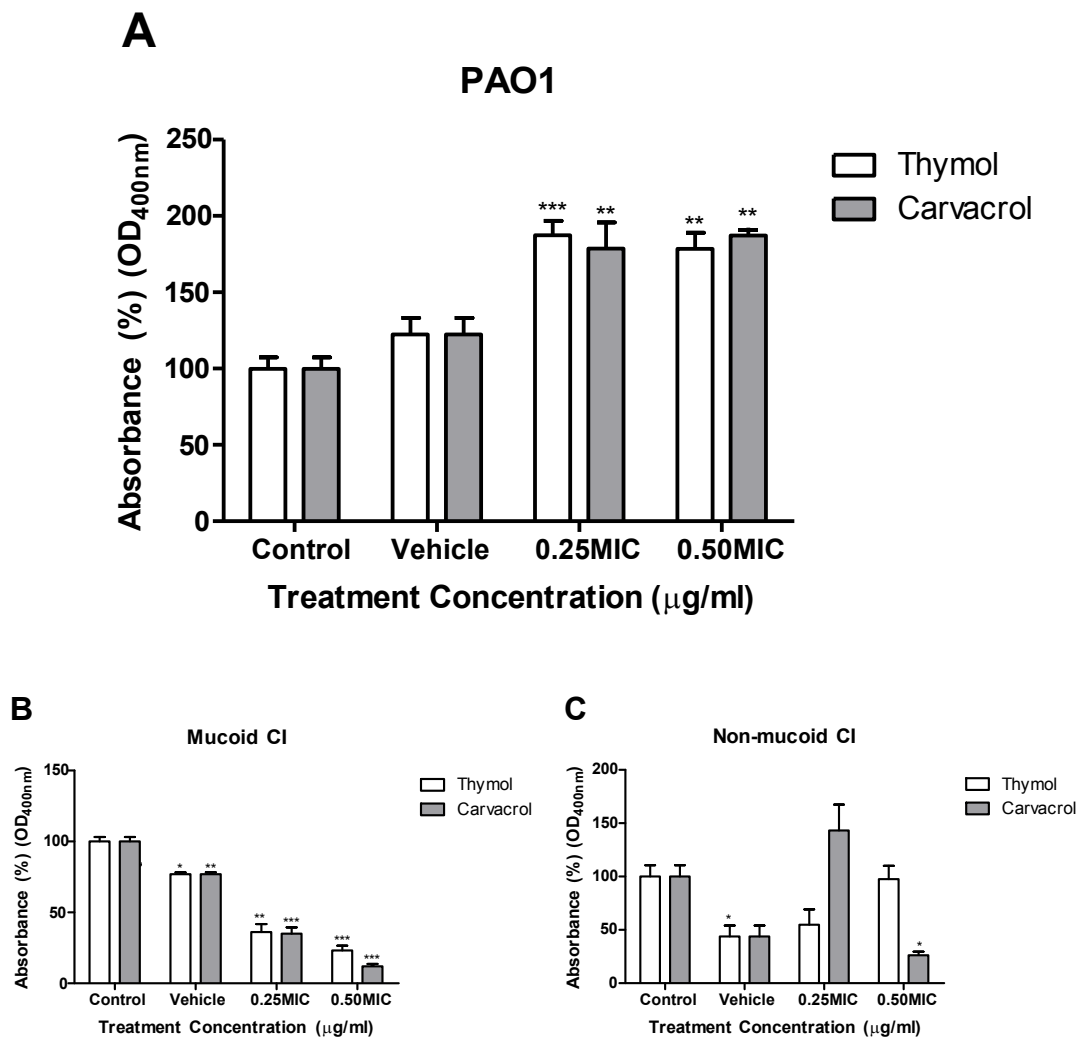 A
PAO1
250
200
150
100
50
0
Absorbance (%) (OD400nm)
*** ** ** **
Thymol
Carvacrol
Control Vehicle 0.25MIC 0.50MIC
Treatment Concentration (μg/ml)
B
Mucoid CI
150
100
50
0
Absorbance (%) (OD400nm)
* ** ** *** *** ***
Thymol
Carvacrol
Control Vehicle 0.25MIC 0.50MIC
Treatment Concentration (μg/ml)
C
Non-mucoid CI
200
150
100
50
0
Absorbance (%) (OD400nm)
* *
Thymol
Carvacrol
Control Vehicle 0.25MIC 0.50MIC
Treatment Concentration (μg/ml)